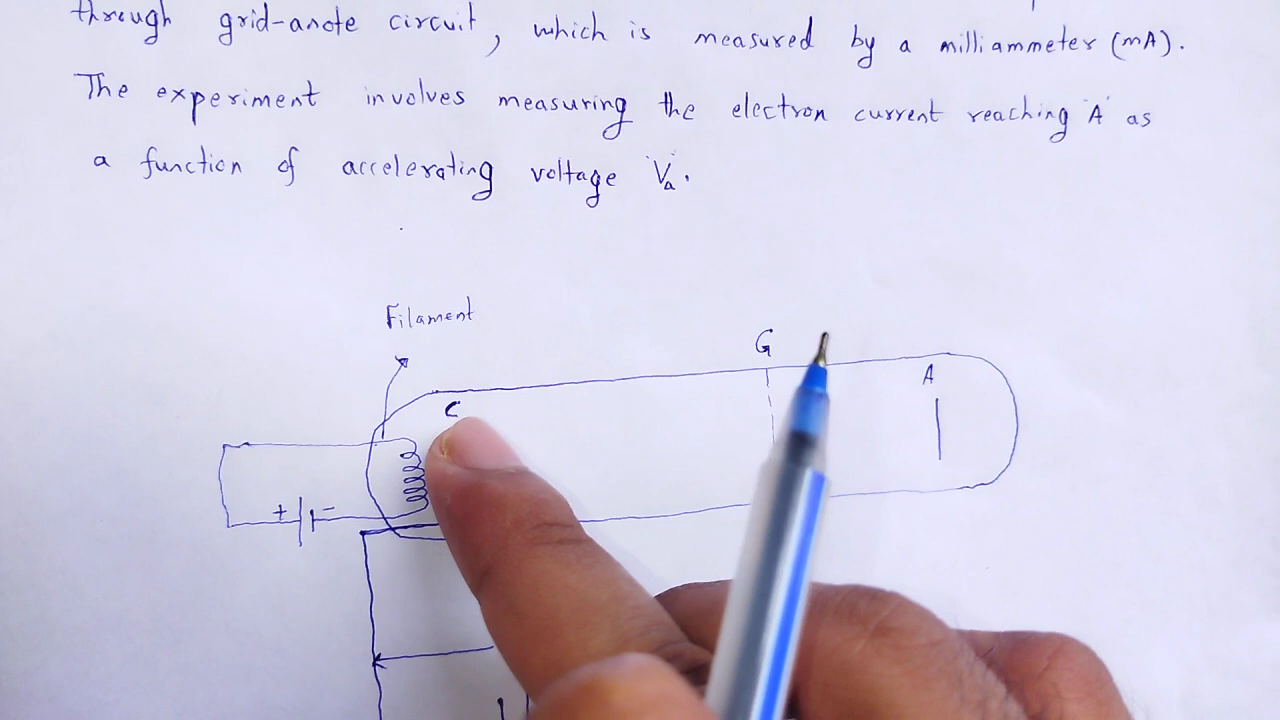 through grid-anote circuit, which is measured by a milliammeter (mA).
The experiment involves measuring the electron current reaching 'A' as
a function of accelerating voltage 'Va'.
Filament
G
A
C
+ -